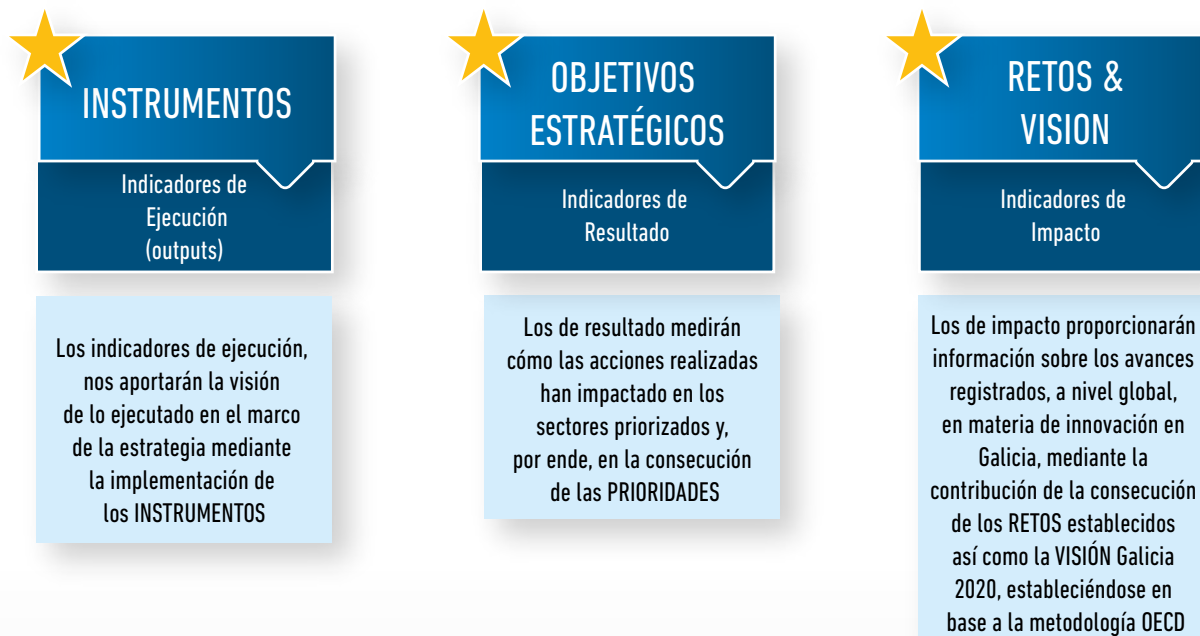 INSTRUMENTOS
Indicadores de
Ejecución
(outputs)
Los indicadores de ejecución,
nos aportarán la visión
de lo ejecutado en el marco
de la estrategia mediante
la implementación de
los INSTRUMENTOS
OBJETIVOS
ESTRATÉGICOS
Indicadores de
Resultado
Los de resultado medirán
cómo las acciones realizadas
han impactado en los
sectores priorizados y,
por ende, en la consecución
de las PRIORIDADES
RETOS &
VISION
Indicadores de
Impacto
Los de impacto proporcionarán
información sobre los avances
registrados, a nivel global,
en materia de innovación en
Galicia, mediante la
contribución de la consecución
de los RETOS establecidos
así como la VISIÓN Galicia
2020, estableciéndose en
base a la metodología OECD